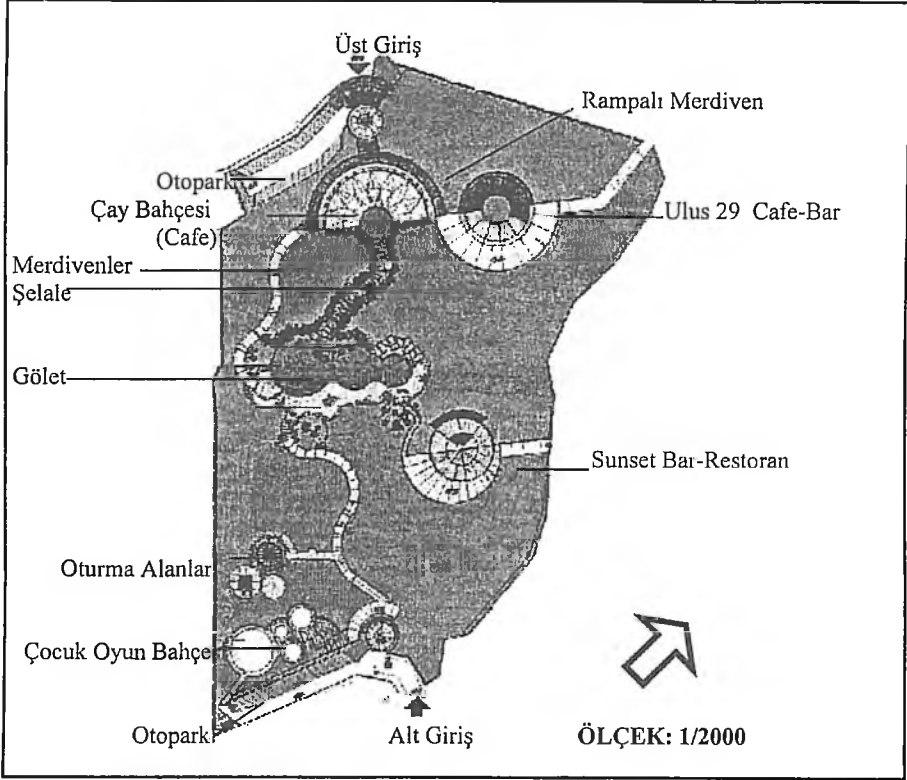 Üst Giriş
Rampalı Merdiven
Otopark
Çay Bahçesi
(Cafe)
Ulus 29 Cafe-Bar
Merdivenler
Şelale
Gölet
Sunset Bar-Restoran
Oturma Alanlar
Çocuk Oyun Bahçe
Otopark
Alt Giriş
ÖLÇEK: 1/2000